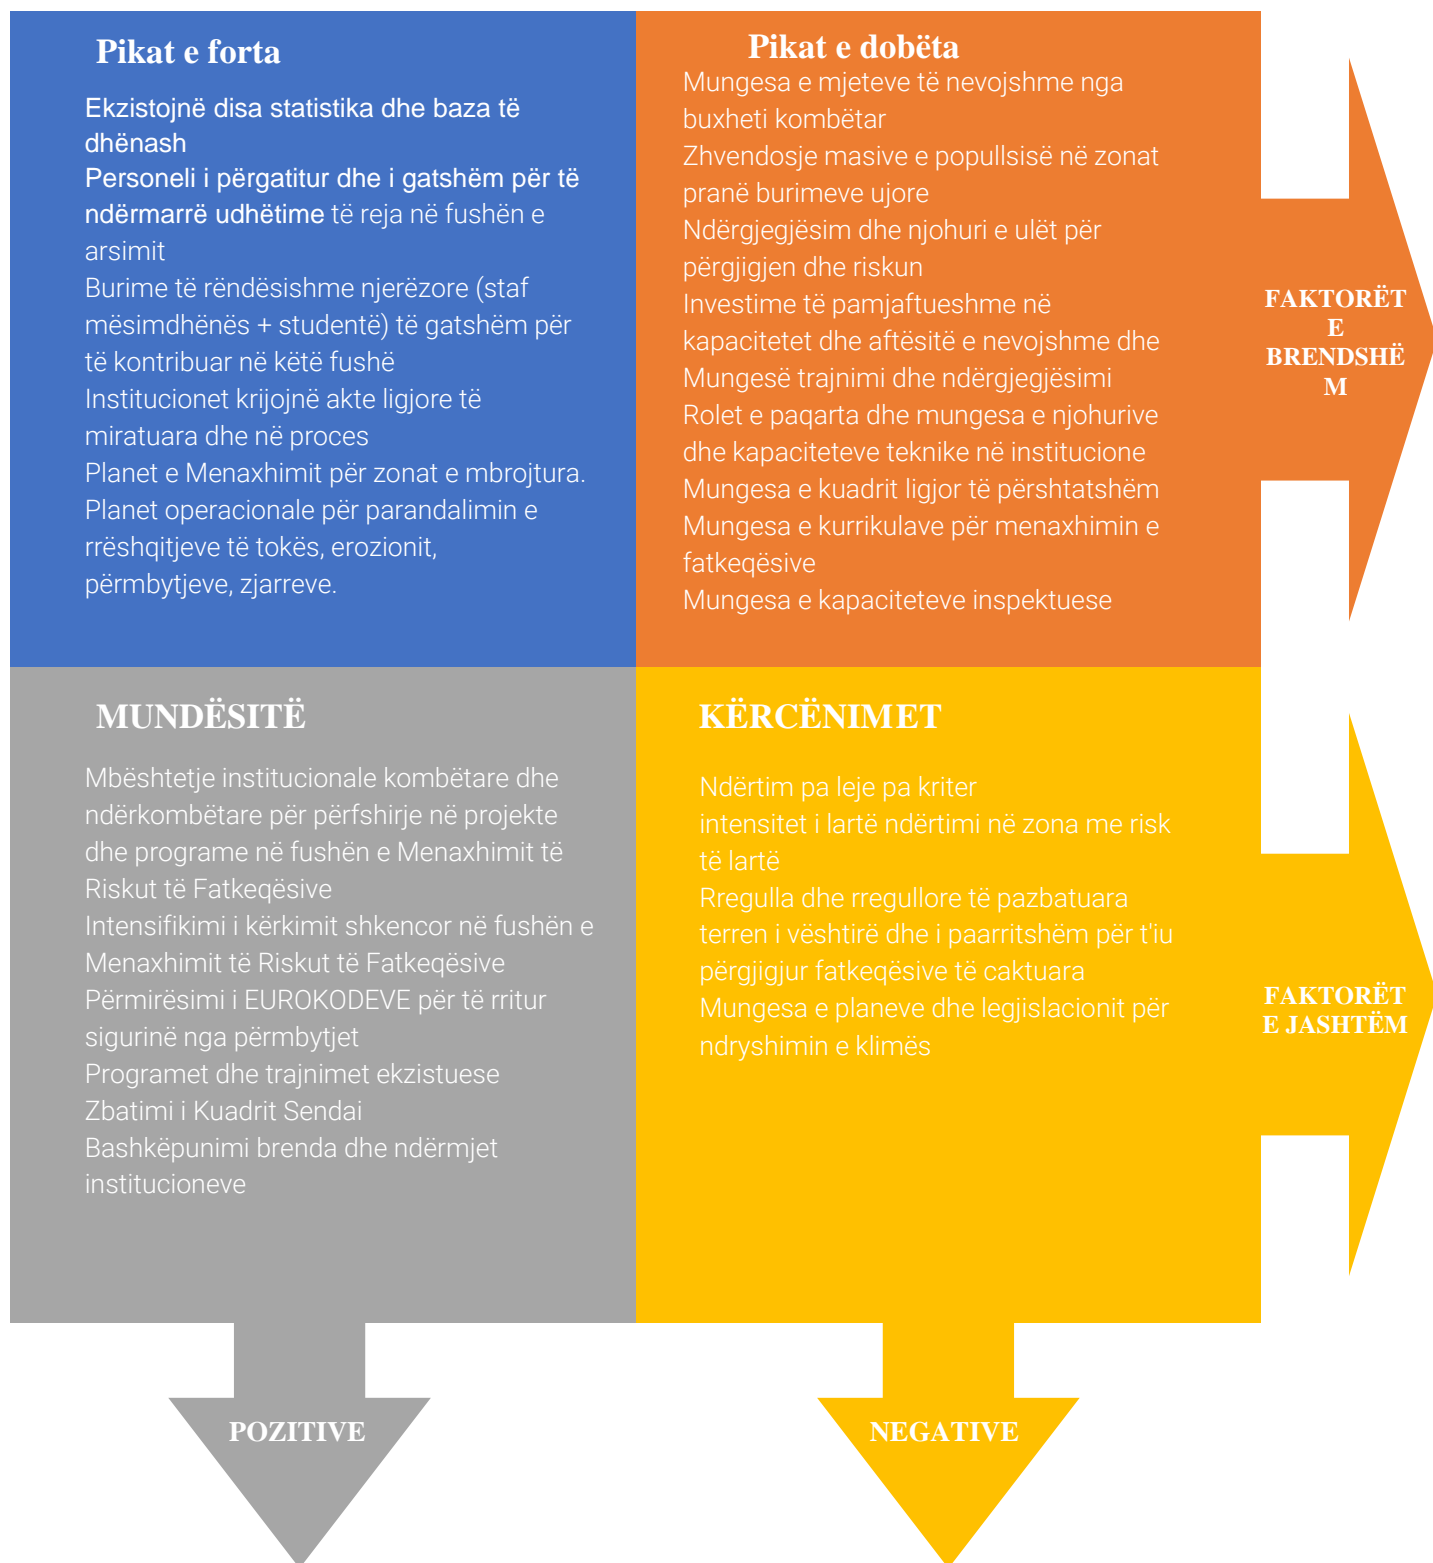 Pikat e forta
Ekzistojnë disa statistika dhe baza të
dhënash
Personeli i përgatitur dhe i gatshëm për të
ndërmarrë udhëtime të reja në fushën e
arsimit
Burime të rëndësishme njerëzore (staf
mësimdhënës + studentë) të gatshëm për
të kontribuar në këtë fushë
Institucionet krijojnë akte ligjore të
miratuara dhe në proces
Planet e Menaxhimit për zonat e mbrojtura.
Planet operacionale për parandalimin e
rrëshqitjeve të tokës, erozionit,
përmbytjeve, zjarreve.
Pikat e dobëta
Mungesa e mjeteve të nevojshme nga
buxheti kombëtar
Zhvendosje masive e popullsisë në zonat
pranë burimeve ujore
Ndërgjegjësim dhe njohuri e ulët për
përgjigjen dhe riskun
Investime të pamjaftueshme në
kapacitetet dhe aftësitë e nevojshme dhe
Mungesë trajnimi dhe ndërgjegjësimi
Rolet e paqarta dhe mungesa e njohurive
dhe kapaciteteve teknike në institucione
Mungesa e kuadrit ligjor të përshtatshëm
Mungesa e kurrikulave për menaxhimin e
fatkeqësive
Mungesa e kapaciteteve inspektuese
FAKTORËT
E
BRENDSHË
M
MUNDËSITË
Mbështetje institucionale kombëtare dhe
ndërkombëtare për përfshirje në projekte
dhe programe në fushën e Menaxhimit të
Riskut të Fatkeqësive
Intensifikimi i kërkimit shkencor në fushën e
Menaxhimit të Riskut të Fatkeqësive
Përmirësimi i EUROKODEVE për të rritur
sigurinë nga përmbytjet
Programet dhe trajnimet ekzistuese
Zbatimi i Kuadrit Sendai
Bashkëpunimi brenda dhe ndërmjet
institucioneve
KËRCËNIMET
Ndërtim pa leje pa kriter
intensitet i lartë ndërtimi në zona me risk
të lartë
Rregulla dhe rregullore të pazbatuara
terren i vështirë dhe i paarritshëm për t'iu
përgjigjur fatkeqësive të caktuara
Mungesa e planeve dhe legjislacionit për
ndryshimin e klimës
FAKTORËT
E JASHTËM
POZITIVE
NEGATIVE